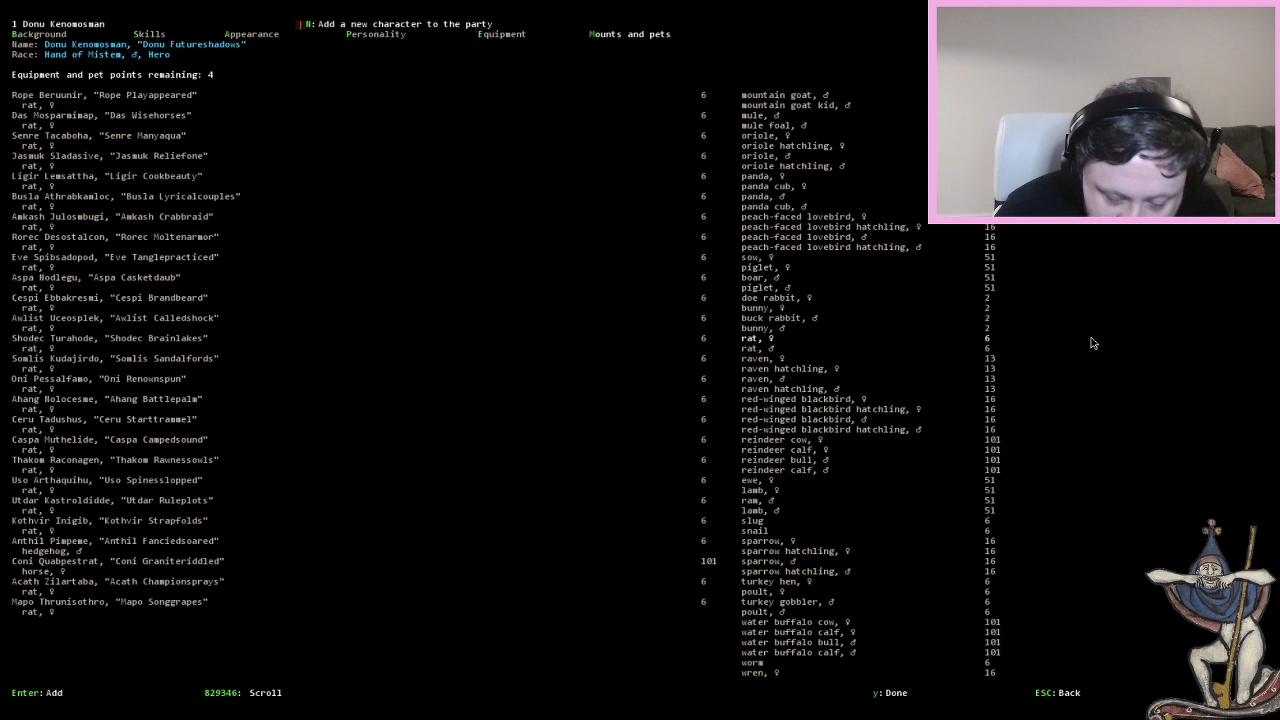 1 Donu Kenomosman
N:Add a new character to the party
Background Skills Appearance Personality Equipment Mounts and pets
Name: Donu Kenomosman, "Donu Futureshadows"
Race: Hand of Mistem, ♂, Hero
Equipment and pet points remaining: 4
Rope Beruunir, "Rope Playappeared" 6
rat, ♀
Das Mosparmimap, "Das Wisehorses" 6
rat, ♀
Senre Tacaboha, "Senre Manyaqua" 6
rat, ♀
Jasmuk Sladasive, "Jasmuk Reliefone" 6
rat, ♀
Ligir Lemsattha, "Ligir Cookbeauty" 6
rat, ♀
Busla Athrabkamloc, "Busla Lyricalcouples" 6
rat, ♀
Amkash Julosmbugi, "Amkash Crabbraid" 6
rat, ♀
Rorec Desostalcon, "Rorec Moltenarmor" 6
rat, ♀
Eve Spibsadopod, "Eve Tanglepracticed" 6
rat, ♀
Aspa Nodlegu, "Aspa Casketdaub" 6
rat, ♀
Cespi Ebbakresmi, "Cespi Brandbeard" 6
rat, ♀
Awlist Uceosplek, "Awlist Calledshock" 6
rat, ♀
Shodec Turahode, "Shodec Brainlakes" 6
rat, ♀
Somlis Kudajirdo, "Somlis Sandalfords" 6
rat, ♀
Oni Pessalfamo, "Oni Renownspun" 6
rat, ♀
Ahang Nolocesme, "Ahang Battlepalm" 6
rat, ♀
Ceru Tadushus, "Ceru Starttrammel" 6
rat, ♀
Caspa Muthelide, "Caspa Campedsound" 6
rat, ♀
Thakom Raconagen, "Thakom Rawnessowls" 6
rat, ♀
Uso Arthaquihu, "Uso Spinesslopped" 6
rat, ♀
Utdar Kastroldidde, "Utdar Ruleplots" 6
rat, ♀
Kothvir Inigib, "Kothvir Strapfolds" 6
rat, ♀
Anthil Pimpeme, "Anthil Fanciedsoared" 6
hedgehog, ♂
Coni Quabpestrat, "Coni Graniteriddled" 101
horse, ♀
Acath Zilartaba, "Acath Championsprays" 6
rat, ♀
Mapo Thrunisothro, "Mapo Songgrapes" 6
rat, ♀
mountain goat, ♂
mountain goat kid, ♂
mule, ♂
mule foal, ♂
oriole, ♀
oriole hatchling, ♀
oriole, ♂
oriole hatchling, ♂
panda, ♀
panda cub, ♀
panda, ♂
panda cub, ♂
peach-faced lovebird, ♀
peach-faced lovebird hatchling, ♀ 16
peach-faced lovebird, ♂ 16
peach-faced lovebird hatchling, ♂ 16
sow, ♀ 51
piglet, ♀ 51
boar, ♂ 51
piglet, ♂ 51
doe rabbit, ♀ 2
bunny, ♀ 2
buck rabbit, ♂ 2
bunny, ♂ 2
rat, ♀ 6
rat, ♂ 6
raven, ♀ 13
raven hatchling, ♀ 13
raven, ♂ 13
raven hatchling, ♂ 13
red-winged blackbird, ♀ 16
red-winged blackbird hatchling, ♀ 16
red-winged blackbird, ♂ 16
red-winged blackbird hatchling, ♂ 16
reindeer cow, ♀ 101
reindeer calf, ♀ 101
reindeer bull, ♂ 101
reindeer calf, ♂ 101
ewe, ♀ 51
lamb, ♀ 51
ram, ♂ 51
lamb, ♂ 51
slug 6
snail 6
sparrow, ♀ 16
sparrow hatchling, ♀ 16
sparrow, ♂ 16
sparrow hatchling, ♂ 16
turkey hen, ♀ 6
poult, ♀ 6
turkey gobbler, ♂ 6
poult, ♂ 6
water buffalo cow, ♀ 101
water buffalo calf, ♀ 101
water buffalo bull, ♂ 101
water buffalo calf, ♂ 101
worm 6
wren, ♀ 16
Enter: Add 829346: Scroll y: Done ESC: Back